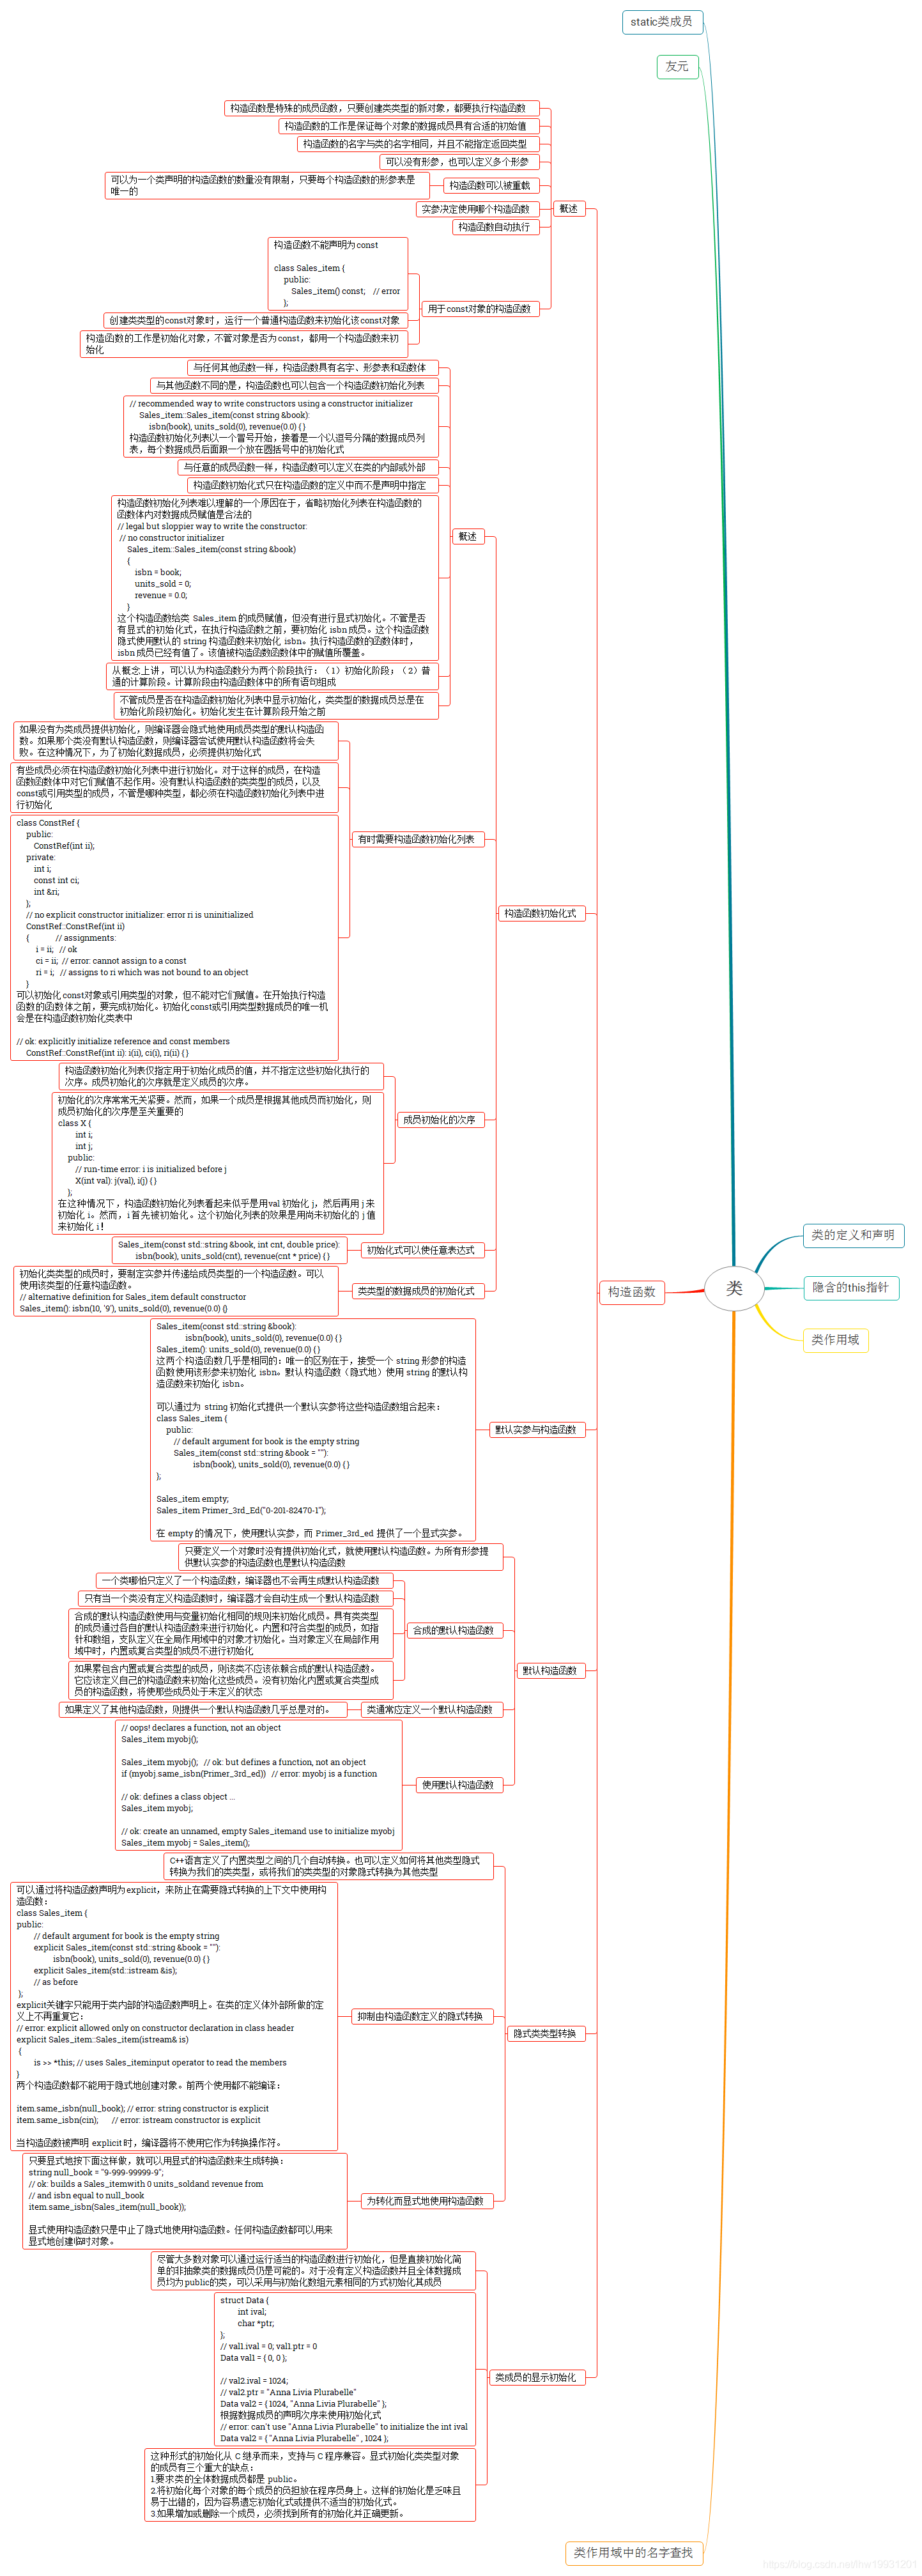 static类成员
友元
构造函数是特殊的成员函数，只要创建类类型的新对象，都要执行构造函数
构造函数的工作是保证每个对象的数据成员具有合适的初始值
构造函数的名字与类的名字相同，并且不能指定返回类型
可以没有形参，也可以定义多个形参
可以为一个类声明的构造函数的数量没有限制，只要每个构造函数的形参表是
唯一的
构造函数可以被重载
实参决定使用哪个构造函数
构造函数自动执行
概述
构造函数不能声明为const
class Sales_item {
public:
Sales_item() const; // error
};
创建类类型的const对象时，运行一个普通构造函数来初始化该const对象
构造函数的工作是初始化对象，不管对象是否为const，都用一个构造函数来初
始化
用于const对象的构造函数
与任何其他函数一样，构造函数具有名字、形参表和函数体
与其他函数不同的是，构造函数也可以包含一个构造函数初始化列表
// recommended way to write constructors using a constructor initializer
Sales_item::Sales_item(const string &book):
isbn(book), units_sold(0), revenue(0.0) { }
构造函数初始化列表以一个冒号开始，接着是一个以逗号分隔的数据成员列
表，每个数据成员后面跟一个放在圆括号中的初始化式
与任意的成员函数一样，构造函数可以定义在类的内部或外部
构造函数初始化式只在构造函数的定义中而不是声明中指定
构造函数初始化列表难以理解的一个原因在于，省略初始化列表在构造函数的
函数体内对数据成员赋值是合法的
// legal but sloppier way to write the constructor:
// no constructor initializer
Sales_item::Sales_item(const string &book)
{
isbn = book;
units_sold = 0;
revenue = 0.0;
}
这个构造函数给类 Sales_item 的成员赋值，但没有进行显式初始化。不管是否
有显式的初始化式，在执行构造函数之前，要初始化 isbn 成员。这个构造函数
隐式使用默认的 string 构造函数来初始化 isbn。执行构造函数的函数体时，
isbn 成员已经有值了。该值被构造函数函数体中的赋值所覆盖。
从概念上讲，可以认为构造函数分为两个阶段执行：（1）初始化阶段；（2）普
通的计算阶段。计算阶段由构造函数体中的所有语句组成
不管成员是否在构造函数初始化列表中显示初始化，类类型的数据成员总是在
初始化阶段初始化。初始化发生在计算阶段开始之前
概述
如果没有为类成员提供初始化，则编译器会隐式地使用成员类型的默认构造函
数。如果那个类没有默认构造函数，则编译器尝试使用默认构造函数将会失
败。在这种情况下，为了初始化数据成员，必须提供初始化式
有些成员必须在构造函数初始化列表中进行初始化。对于这样的成员，在构造
函数函数体中对它们赋值不起作用。没有默认构造函数的类类型的成员，以及
const或引用类型的成员，不管是哪种类型，都必须在构造函数初始化列表中进
行初始化
class ConstRef {
public:
ConstRef(int ii);
private:
int i;
const int ci;
int &ri;
};
// no explicit constructor initializer: error ri is uninitialized
ConstRef::ConstRef(int ii)
{ // assignments:
i = ii; // ok
ci = ii; // error: cannot assign to a const
ri = i; // assigns to ri which was not bound to an object
}
可以初始化const对象或引用类型的对象，但不能对它们赋值。在开始执行构造
函数的函数体之前，要完成初始化。初始化const或引用类型数据成员的唯一机
会是在构造函数初始化类表中
// ok: explicitly initialize reference and const members
ConstRef::ConstRef(int ii): i(ii), ci(i), ri(ii) { }
有时需要构造函数初始化列表
构造函数初始化式
构造函数初始化列表仅指定用于初始化成员的值，并不指定这些初始化执行的
次序。成员初始化的次序就是定义成员的次序。
初始化的次序常常无关紧要。然而，如果一个成员是根据其他成员而初始化，则
成员初始化的次序是至关重要的
class X {
int i;
int j;
public:
// run-time error: i is initialized before j
X(int val): j(val), i(j) { }
};
在这种情况下，构造函数初始化列表看起来似乎是用val 初始化 j，然后再用 j 来
初始化 i。然而，i 首先被初始化。这个初始化列表的效果是用尚未初始化的 j 值
来初始化 i！
成员初始化的次序
Sales_item(const std::string &book, int cnt, double price):
isbn(book), units_sold(cnt), revenue(cnt * price) { }
初始化式可以使任意表达式
初始化类类型的成员时，要制定实参并传递给成员类型的一个构造函数。可以
使用该类型的任意构造函数。
// alternative definition for Sales_item default constructor
Sales_item(): isbn(10, '9'), units_sold(0), revenue(0.0) {}
类类型的数据成员的初始化式
构造函数
类
类的定义和声明
隐含的this指针
类作用域
Sales_item(const std::string &book):
isbn(book), units_sold(0), revenue(0.0) { }
Sales_item(): units_sold(0), revenue(0.0) { }
这两个构造函数几乎是相同的：唯一的区别在于，接受一个 string 形参的构造
函数使用该形参来初始化 isbn。默认构造函数（隐式地）使用 string 的默认构
造函数来初始化 isbn。
可以通过为 string 初始化式提供一个默认实参将这些构造函数组合起来：
class Sales_item {
public:
// default argument for book is the empty string
Sales_item(const std::string &book = ""):
isbn(book), units_sold(0), revenue(0.0) { }
};
Sales_item empty;
Sales_item Primer_3rd_Ed("0-201-82470-1");
在 empty 的情况下，使用默认实参，而 Primer_3rd_ed 提供了一个显式实参。
默认实参与构造函数
只要定义一个对象时没有提供初始化式，就使用默认构造函数。为所有形参提
供默认实参的构造函数也是默认构造函数
一个类哪怕只定义了一个构造函数，编译器也不会再生成默认构造函数
只有当一个类没有定义构造函数时，编译器才会自动生成一个默认构造函数
合成的默认构造函数使用与变量初始化相同的规则来初始化成员。具有类类型
的成员通过各自的默认构造函数来进行初始化。内置和符合类型的成员，如指
针和数组，支队定义在全局作用域中的对象才初始化。当对象定义在局部作用
域中时，内置或复合类型的成员不进行初始化
如果累包含内置或复合类型的成员，则该类不应该依赖合成的默认构造函数。
它应该定义自己的构造函数来初始化这些成员。没有初始化内置或复合类型成
员的构造函数，将使那些成员处于未定义的状态
合成的默认构造函数
如果定义了其他构造函数，则提供一个默认构造函数几乎总是对的。
类通常应定义一个默认构造函数
默认构造函数
// oops! declares a function, not an object
Sales_item myobj();
Sales_item myobj(); // ok: but defines a function, not an object
if (myobj.same_isbn(Primer_3rd_ed)) // error: myobj is a function
// ok: defines a class object ...
Sales_item myobj;
// ok: create an unnamed, empty Sales_itemand use to initialize myobj
Sales_item myobj = Sales_item();
使用默认构造函数
C++语言定义了内置类型之间的几个自动转换。也可以定义如何将其他类型隐式
转换为我们的类类型，或将我们的类类型的对象隐式转换为其他类型
可以通过将构造函数声明为explicit，来防止在需要隐式转换的上下文中使用构
造函数：
class Sales_item {
public:
// default argument for book is the empty string
explicit Sales_item(const std::string &book = ""):
isbn(book), units_sold(0), revenue(0.0) { }
explicit Sales_item(std::istream &is);
// as before
};
explicit关键字只能用于类内部的构造函数声明上。在类的定义体外部所做的定
义上不再重复它：
// error: explicit allowed only on constructor declaration in class header
explicit Sales_item::Sales_item(istream& is)
{
is >> *this; // uses Sales_iteminput operator to read the members
}
两个构造函数都不能用于隐式地创建对象。前两个使用都不能编译：
item.same_isbn(null_book); // error: string constructor is explicit
item.same_isbn(cin); // error: istream constructor is explicit
当构造函数被声明 explicit 时，编译器将不使用它作为转换操作符。
抑制由构造函数定义的隐式转换
隐式类类型转换
只要显式地按下面这样做，就可以用显式的构造函数来生成转换：
string null_book = "9-999-99999-9";
// ok: builds a Sales_itemwith 0 units_soldand revenue from
// and isbn equal to null_book
item.same_isbn(Sales_item(null_book));
显式使用构造函数只是中止了隐式地使用构造函数。任何构造函数都可以用来
显式地创建临时对象。
为转化而显式地使用构造函数
尽管大多数对象可以通过运行适当的构造函数进行初始化，但是直接初始化简
单的非抽象类的数据成员仍是可能的。对于没有定义构造函数并且全体数据成
员均为public的类，可以采用与初始化数组元素相同的方式初始化其成员
struct Data {
int ival;
char *ptr;
};
// val1.ival = 0; val1.ptr = 0
Data val1 = { 0, 0 };
// val2.ival = 1024;
// val2.ptr = "Anna Livia Plurabelle"
Data val2 = { 1024, "Anna Livia Plurabelle" };
根据数据成员的声明次序来使用初始化式
// error: can't use "Anna Livia Plurabelle" to initialize the int ival
Data val2 = { "Anna Livia Plurabelle" , 1024 };
类成员的显示初始化
这种形式的初始化从 C 继承而来，支持与 C 程序兼容。显式初始化类类型对象
的成员有三个重大的缺点：
1.要求类的全体数据成员都是 public。
2.将初始化每个对象的每个成员的负担放在程序员身上。这样的初始化是乏味且
易于出错的，因为容易遗忘初始化式或提供不适当的初始化式。
3.如果增加或删除一个成员，必须找到所有的初始化并正确更新。
类作用域中的名字查找
https://blog.csdn.net/lhw19931201